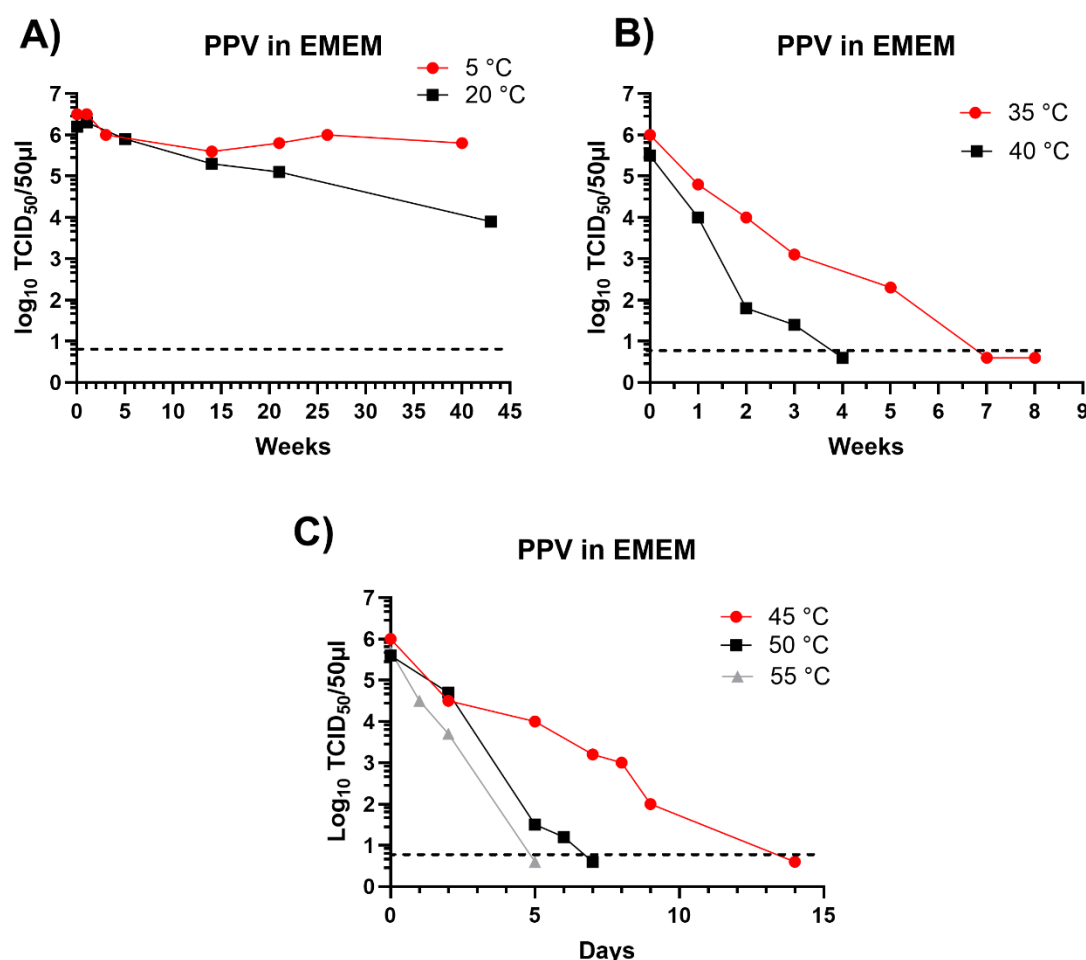 A)
PPV in EMEM
5 °C
20 °C
log10 TCID50/50µl
7
6
5
4
3
2
1
0
0 5 10 15 20 25 30 35 40 45
Weeks
B)
PPV in EMEM
35 °C
40 °C
log10 TCID50/50µl
7
6
5
4
3
2
1
0
0 1 2 3 4 5 6 7 8 9
Weeks
C)
PPV in EMEM
45 °C
50 °C
55 °C
Log10 TCID50/50µl
7
6
5
4
3
2
1
0
0 5 10 15
Days